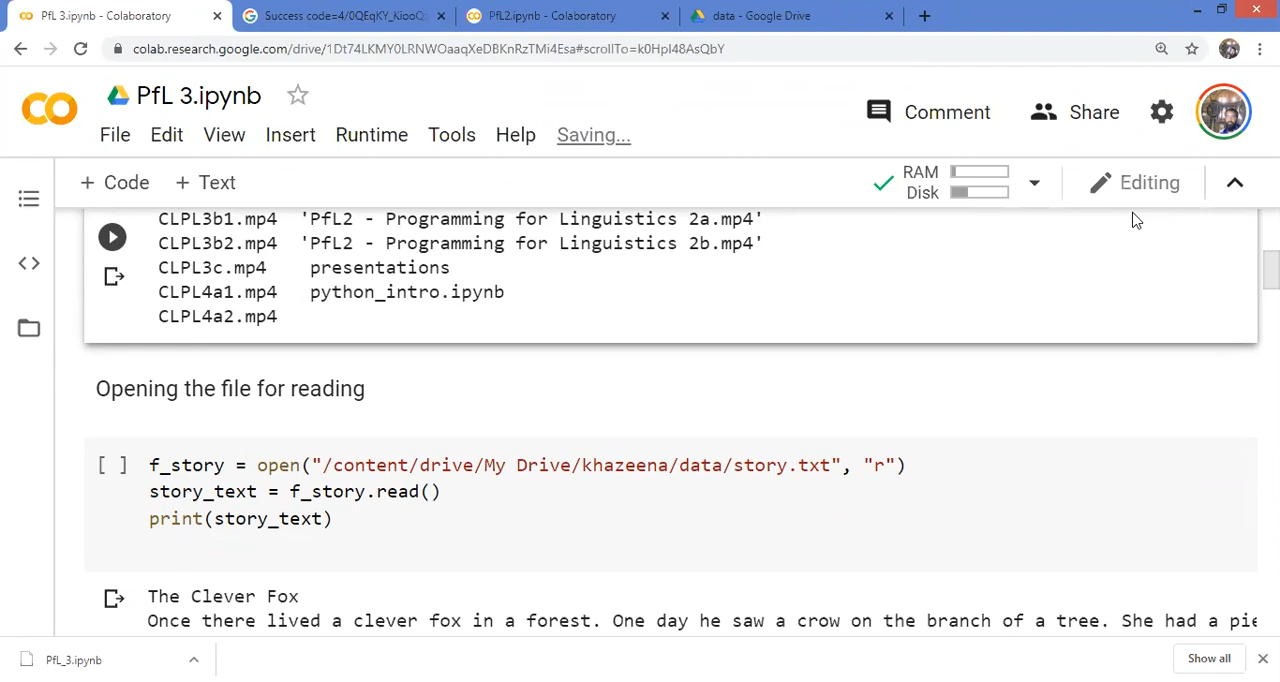 PfL 3.ipynb - Colaboratory
Success code=4/0QEqKY_KiooQ
PfL2.ipynb - Colaboratory
data - Google Drive
colab.research.google.com/drive/1Dt74LKMY0LRNWOaaqXeDBKnRzTMi4Esa#scrollTo=k0HpI48AsQbY
PfL 3.ipynb
Comment
Share
File Edit View Insert Runtime Tools Help Saving...
+ Code + Text
RAM
Disk
Editing
CLPL3b1.mp4 'PfL2 - Programming for Linguistics 2a.mp4'
CLPL3b2.mp4 'PfL2 - Programming for Linguistics 2b.mp4'
CLPL3c.mp4 presentations
CLPL4a1.mp4 python_intro.ipynb
CLPL4a2.mp4
Opening the file for reading
[ ] f_story = open("/content/drive/My Drive/khazeena/data/story.txt", "r")
story_text = f_story.read()
print(story_text)
The Clever Fox
Once there lived a clever fox in a forest. One day he saw a crow on the branch of a tree. She had a pie
PfL_3.ipynb
Show all